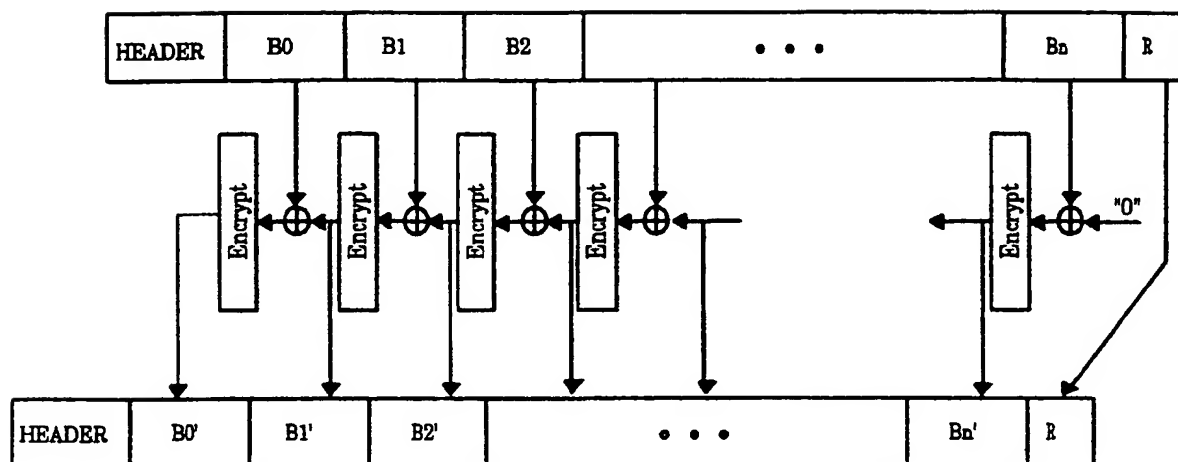 HEADER B0 B1 B2 • • • Bn R
Encrypt Encrypt Encrypt Encrypt Encrypt "0"
HEADER B0' B1' B2' • • • Bn' R